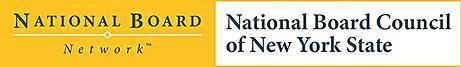 NATIONAL BOARD
Network™
National Board Council
of New York State